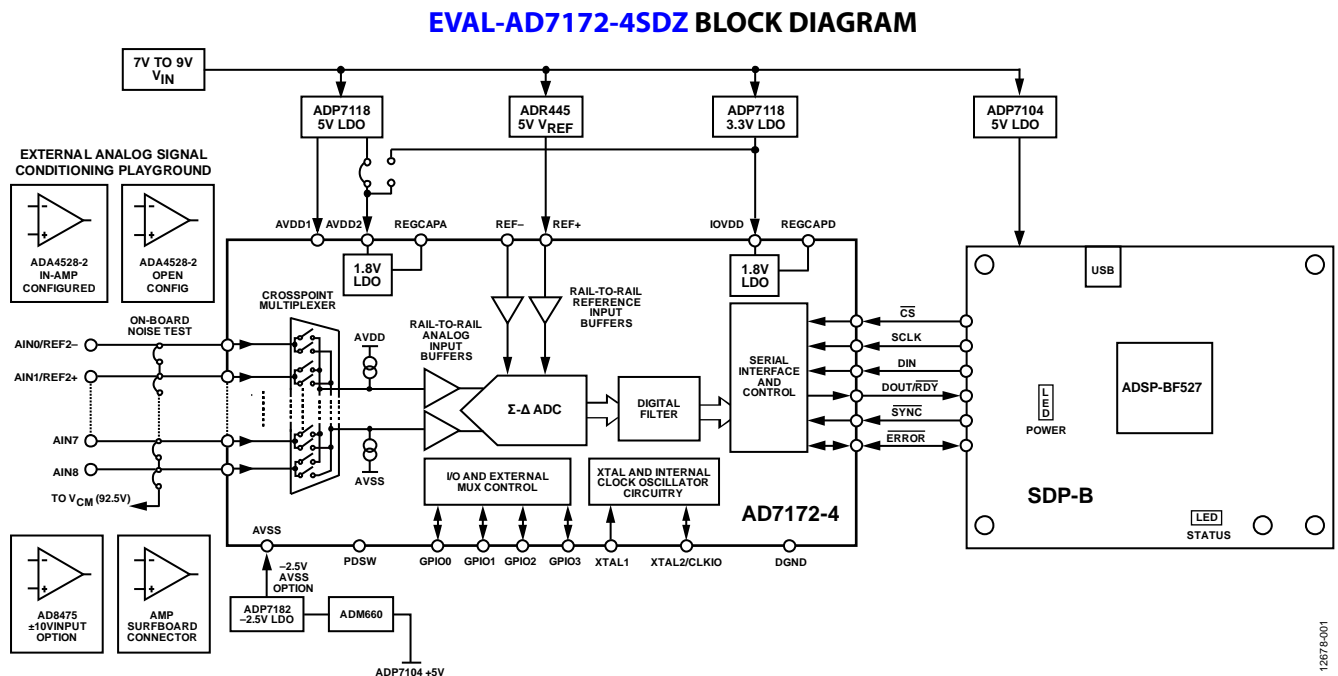 EVAL-AD7172-4SDZ BLOCK DIAGRAM
7V TO 9V
VIN
ADP7118
5V LDO
ADR445
5V VREF
ADP7118
3.3V LDO
ADP7104
5V LDO
EXTERNAL ANALOG SIGNAL
CONDITIONING PLAYGROUND
ADA4528-2
IN-AMP
CONFIGURED
ADA4528-2
OPEN
CONFIG
AVDD1
AVDD2
REGCAPA
REF–
REF+
IOVDD
REGCAPD
1.8V
LDO
1.8V
LDO
CROSSPOINT
MULTIPLEXER
RAIL-TO-RAIL
REFERENCE
INPUT
BUFFERS
RAIL-TO-RAIL
ANALOG
INPUT
BUFFERS
ON-BOARD
NOISE TEST
AIN0/REF2–
AIN1/REF2+
AIN7
AIN8
TO VCM (92.5V)
AVDD
AVSS
Σ-Δ ADC
DIGITAL
FILTER
SERIAL
INTERFACE
AND
CONTROL
CS
SCLK
DIN
DOUT/RDY
SYNC
ERROR
USB
ADSP-BF527
LED
POWER
SDP-B
LED
STATUS
I/O AND EXTERNAL
MUX CONTROL
XTAL AND INTERNAL
CLOCK OSCILLATOR
CIRCUITRY
AD7172-4
AVSS
PDSW
GPIO0
GPIO1
GPIO2
GPIO3
XTAL1
XTAL2/CLKIO
DGND
–2.5V
AVSS
OPTION
AD8475
±10VINPUT
OPTION
AMP
SURFBOARD
CONNECTOR
ADP7182
–2.5V LDO
ADM660
ADP7104 +5V
12678-001